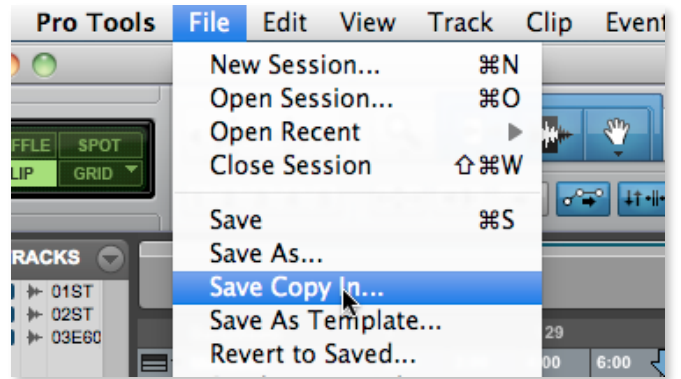 Pro Tools File Edit View Track Clip Event
New Session... ⌘N
Open Session... ⌘O
Open Recent ▶
Close Session ⇧⌘W
FFLE SPOT
LIP GRID
Save ⌘S
Save As...
RACKS
Save Copy In...
01ST
02ST
Save As Template...
03E60
29
Revert to Saved...
00 6:00